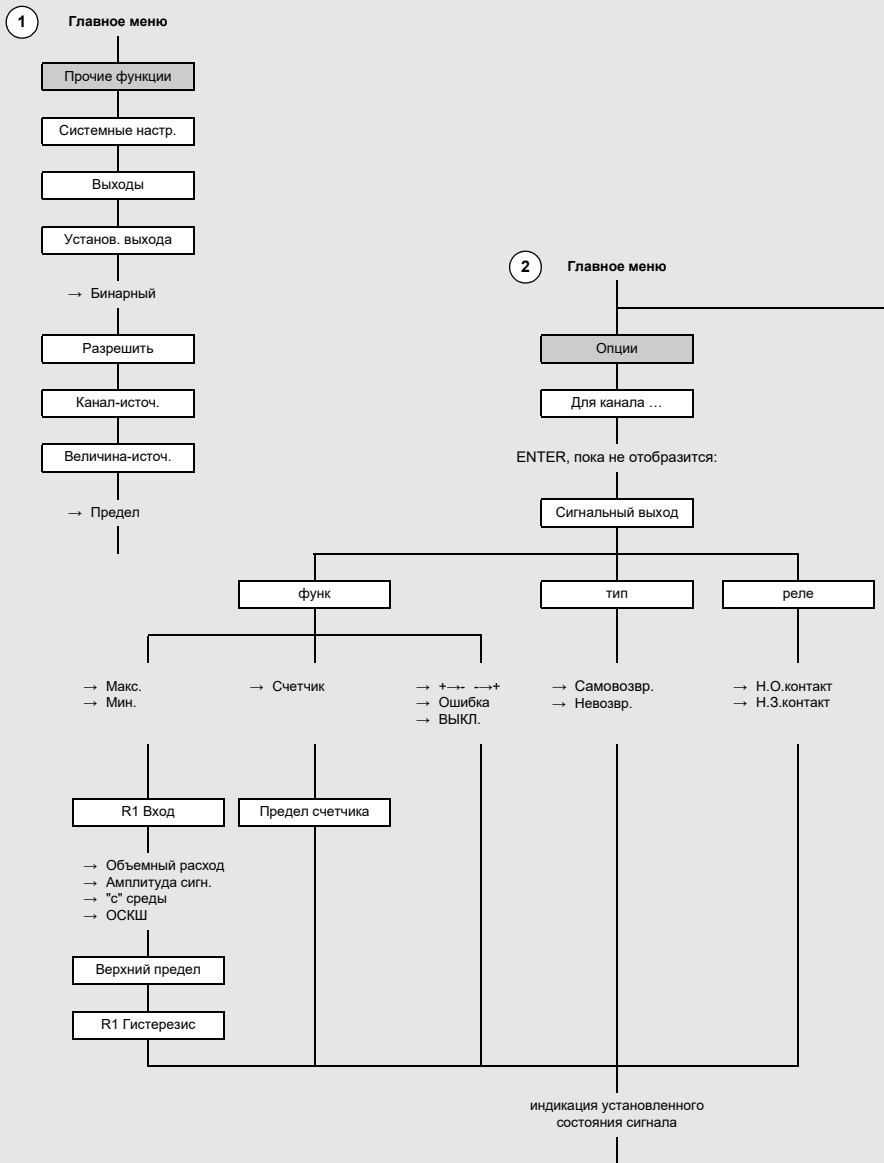 1
Главное меню
Прочие функции
Системные настр.
Выходы
Установ. выхода
→ Бинарный
Разрешить
Канал-источ.
Величина-источ.
→ Предел
2
Главное меню
Опции
Для канала ...
ENTER, пока не отобразится:
Сигнальный выход
функ
тип
реле
→ Макс.
→ Мин.
→ Счетчик
→ +→- -→+
→ Ошибка
→ ВЫКЛ.
→ Самовозвр.
→ Невозвр.
→ Н.О.контакт
→ Н.З.контакт
R1 Вход
Предел счетчика
→ Объемный расход
→ Амплитуда сигн.
→ "с" среды
→ ОСКШ
Верхний предел
R1 Гистерезис
индикация установленного
состояния сигнала